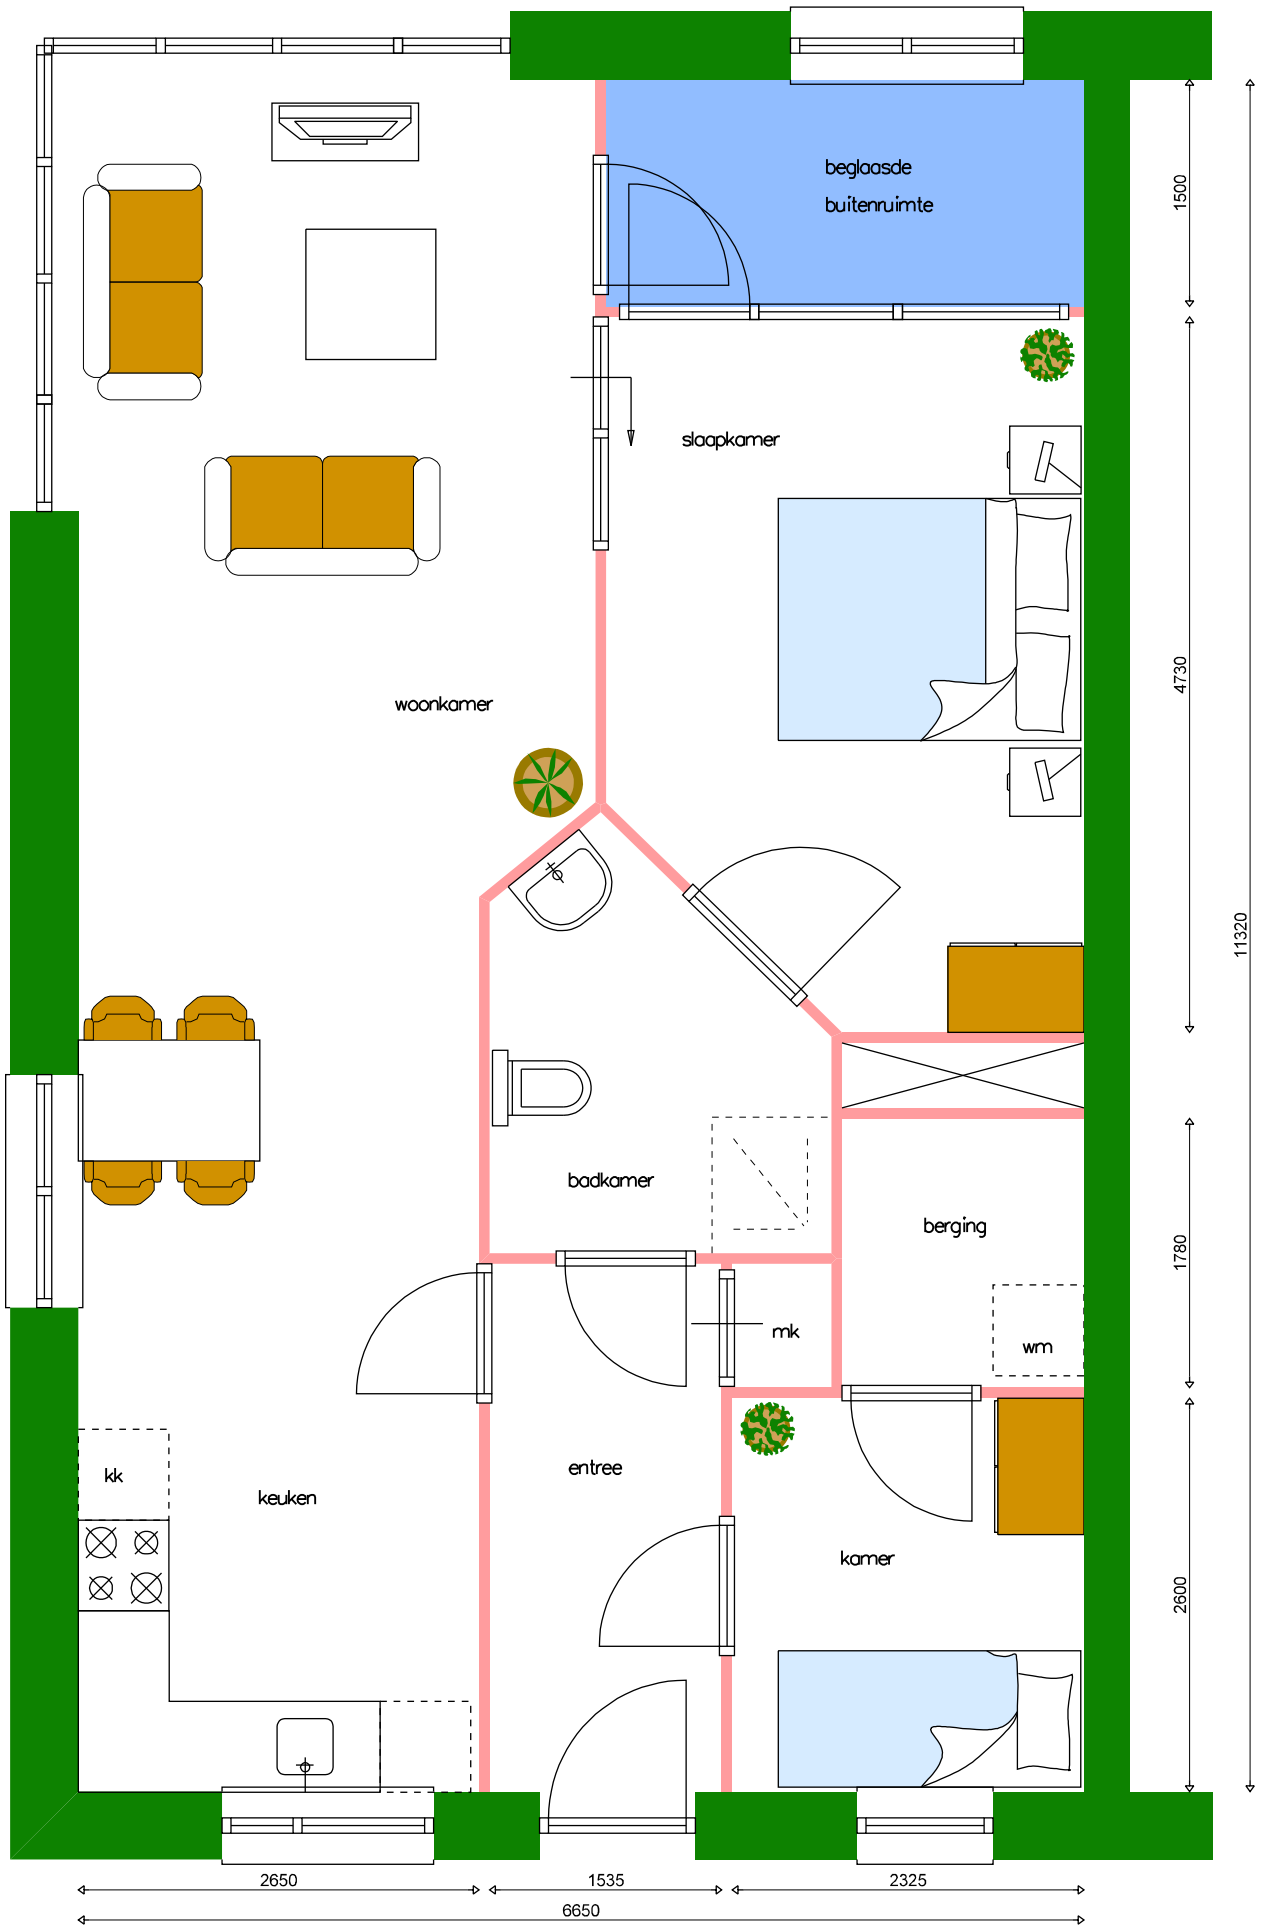 beglaasde
buitenruimte
1500
slaapkamer
4730
woonkamer
11320
badkamer
berging
1780
mk
wm
entree
kk
keuken
kamer
2600
2650
1535
2325
6650